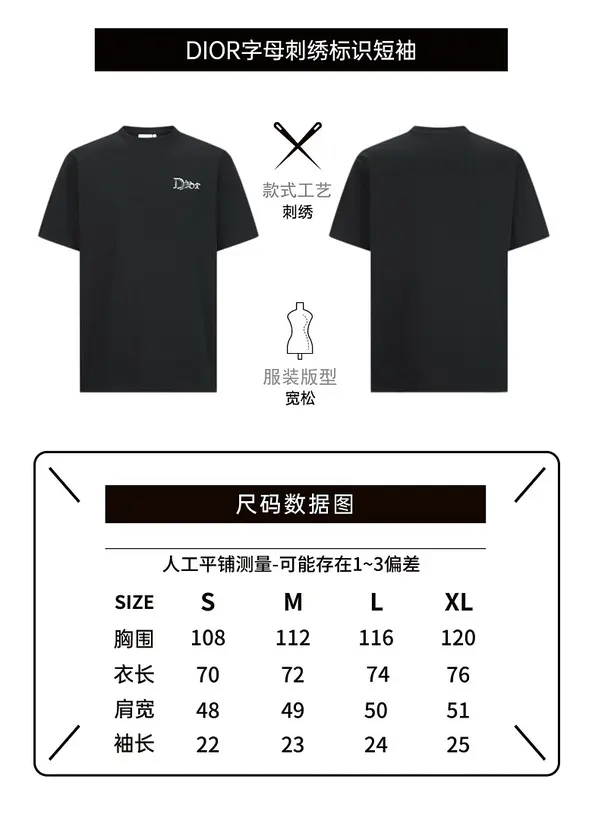 DIOR字母刺绣标识短袖
Dior
款式工艺
刺绣
服装版型
宽松
尺码数据图
人工平铺测量-可能存在1~3偏差
SIZE S M L XL
胸围 108 112 116 120
衣长 70 72 74 76
肩宽 48 49 50 51
袖长 22 23 24 25